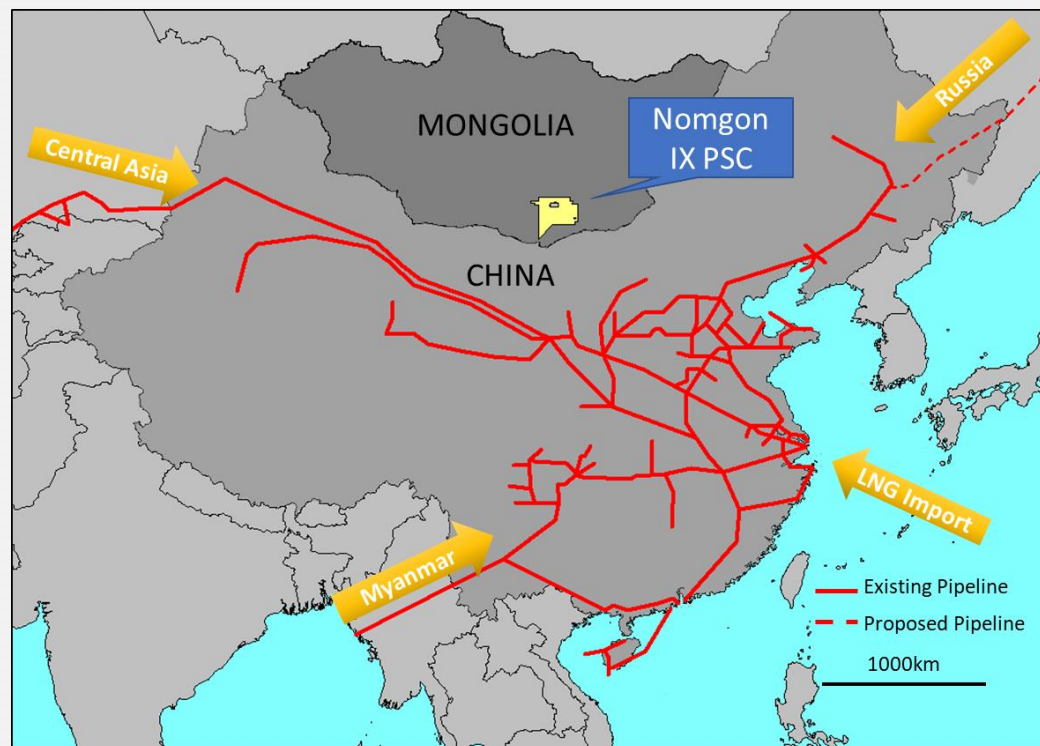 Russia
MONGOLIA
Nomgon
IX PSC
Central Asia
CHINA
LNG Import
Myanmar
Existing Pipeline
Proposed Pipeline
1000km